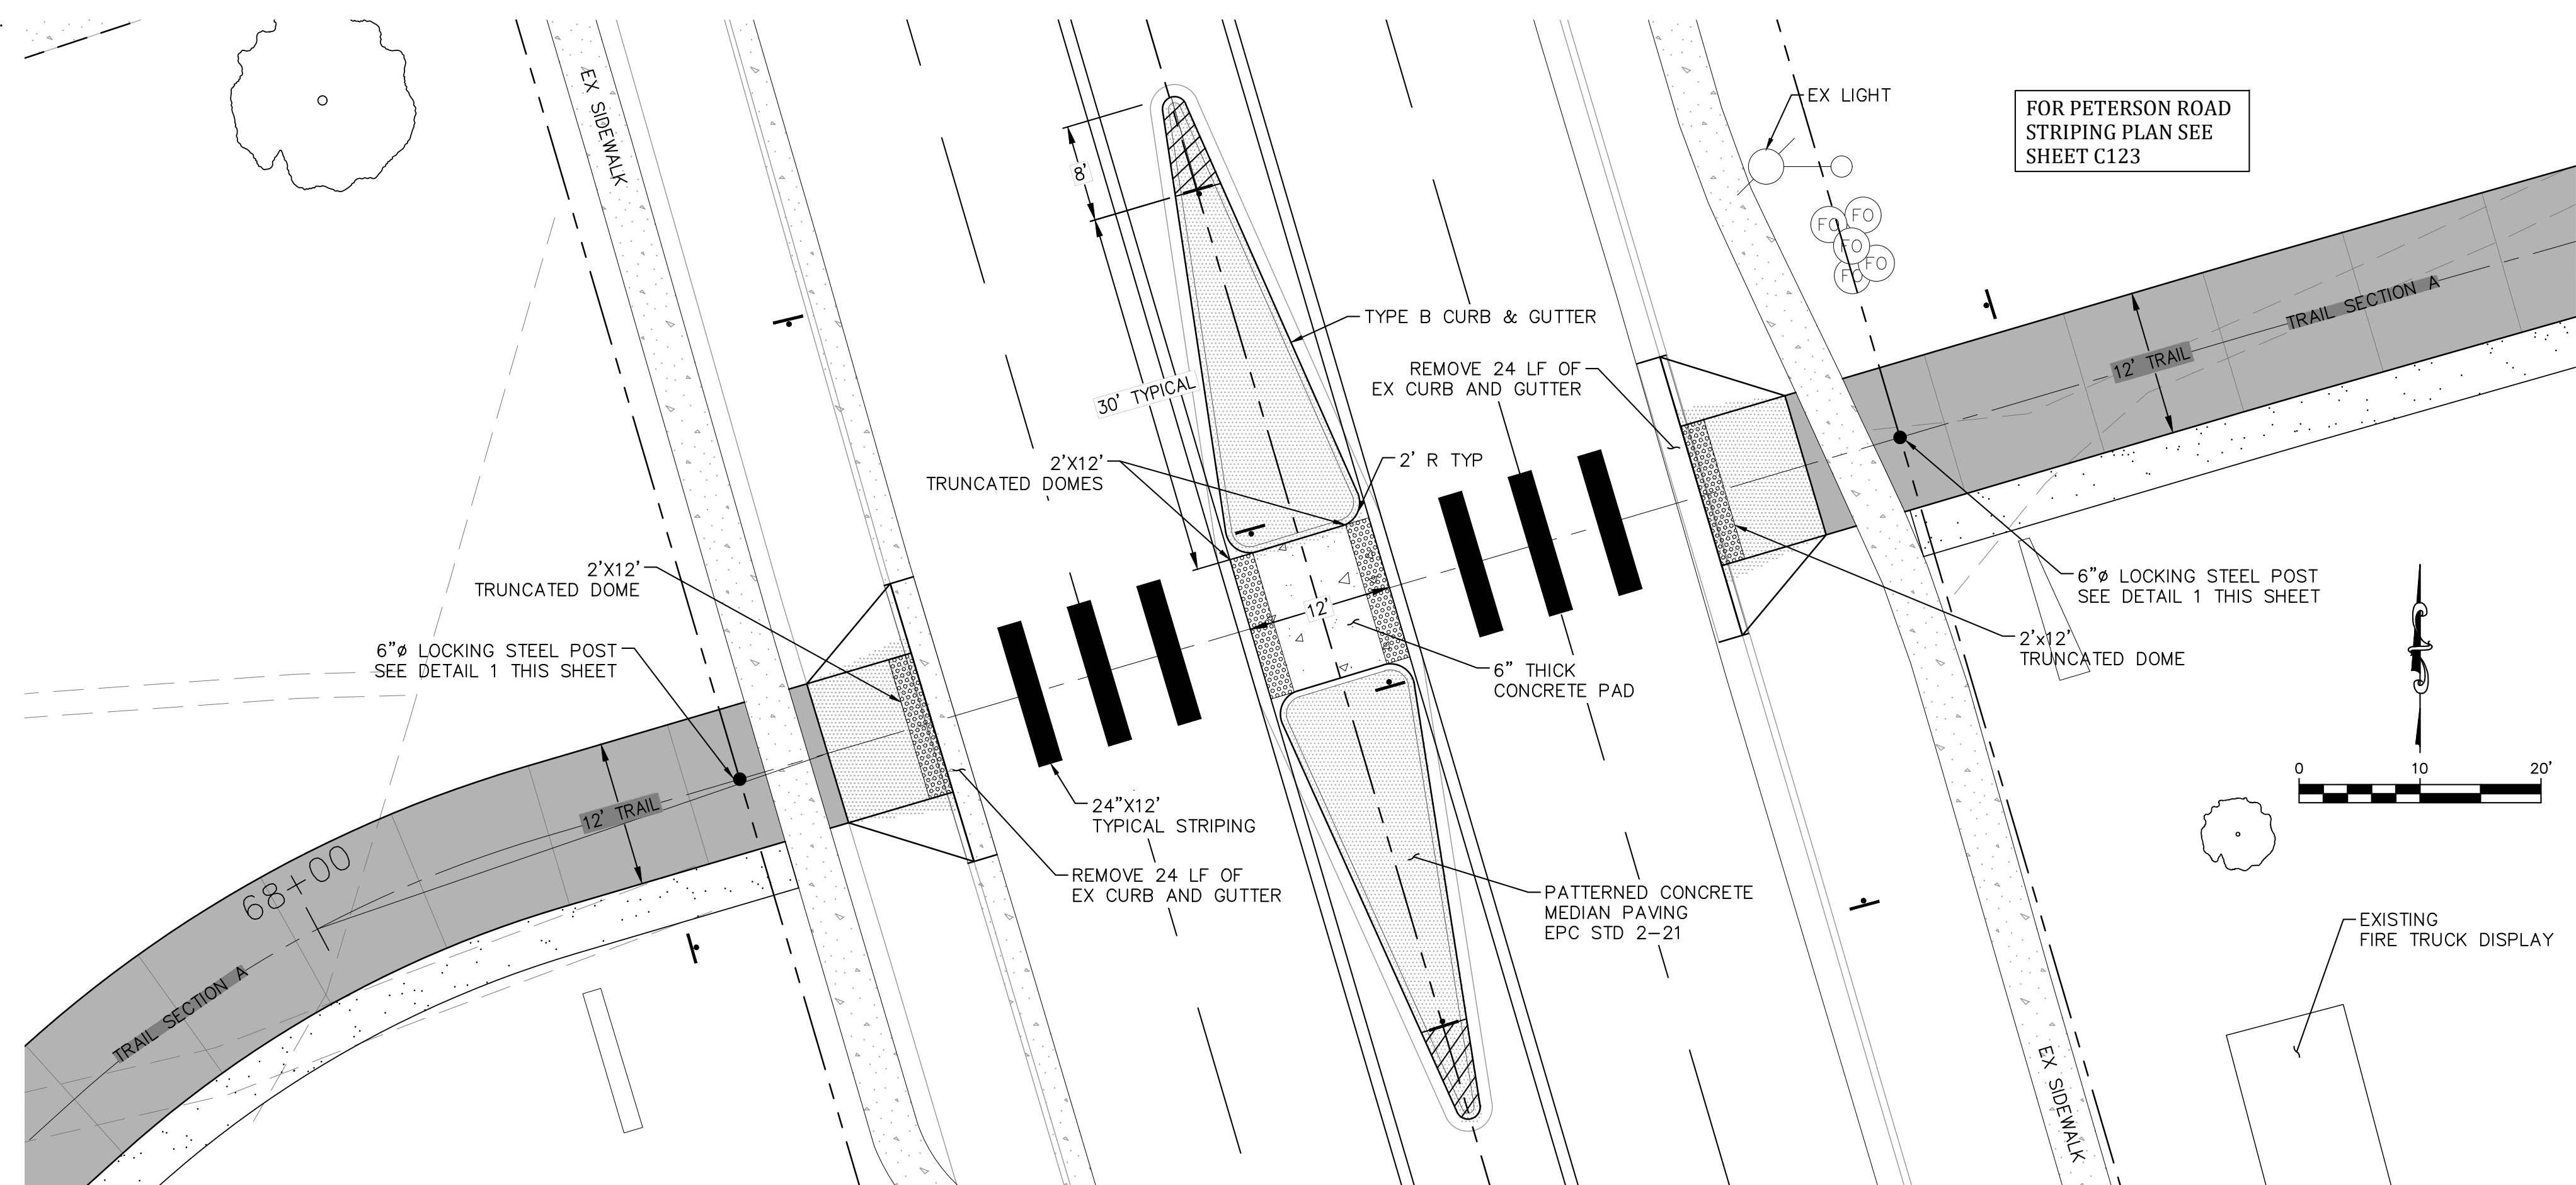 EX SIDEWALK
EX LIGHT
FOR PETERSON ROAD
STRIPING PLAN SEE
SHEET C123
8'
FO
FO
FO
FO
FO
TRAIL SECTION A
TYPE B CURB & GUTTER
12' TRAIL
REMOVE 24 LF OF
EX CURB AND GUTTER
30' TYPICAL
2'X12'
TRUNCATED DOMES
2' R TYP
2'X12'
TRUNCATED DOME
6"ø LOCKING STEEL POST
SEE DETAIL 1 THIS SHEET
12'
6"ø LOCKING STEEL POST
SEE DETAIL 1 THIS SHEET
2'x12'
TRUNCATED DOME
6" THICK
CONCRETE PAD
0 10 20'
12' TRAIL
24"X12'
TYPICAL STRIPING
68+00
REMOVE 24 LF OF
EX CURB AND GUTTER
PATTERNED CONCRETE
MEDIAN PAVING
EPC STD 2-21
EXISTING
FIRE TRUCK DISPLAY
TRAIL SECTION A
EX SIDEWALK